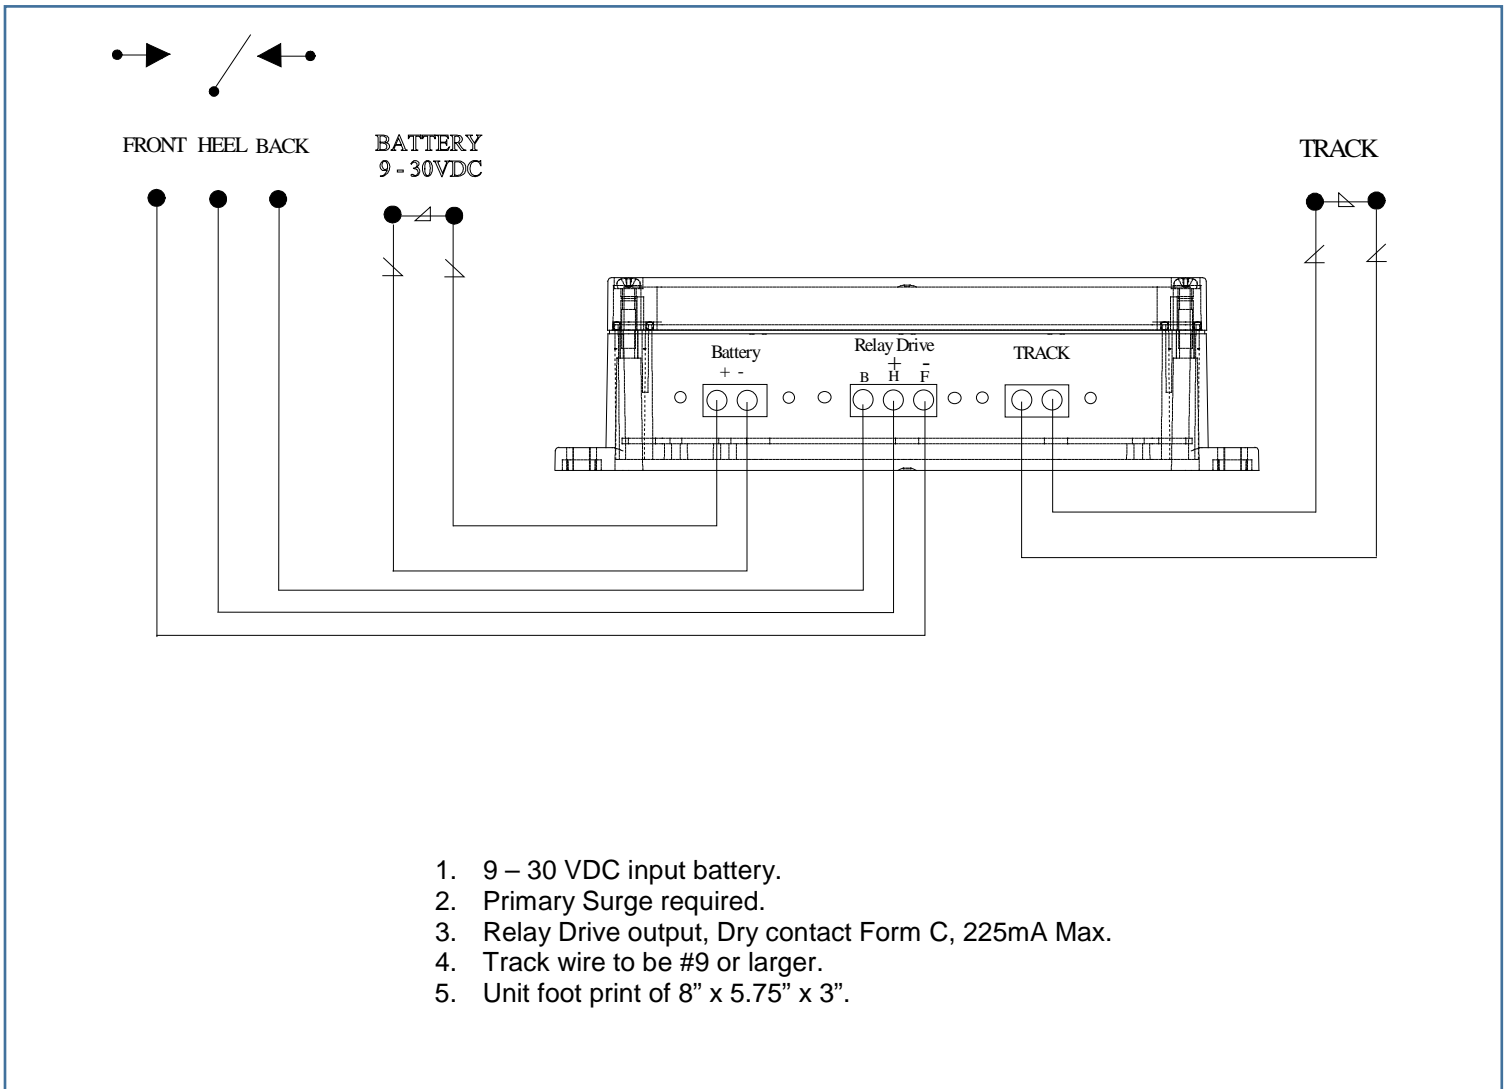 FRONT HEEL BACK
BATTERY
9 - 30VDC
TRACK
Battery
+ -
Relay Drive
+ -
B H F
TRACK
1. 9 – 30 VDC input battery.
2. Primary Surge required.
3. Relay Drive output, Dry contact Form C, 225mA Max.
4. Track wire to be #9 or larger.
5. Unit foot print of 8” x 5.75” x 3”.